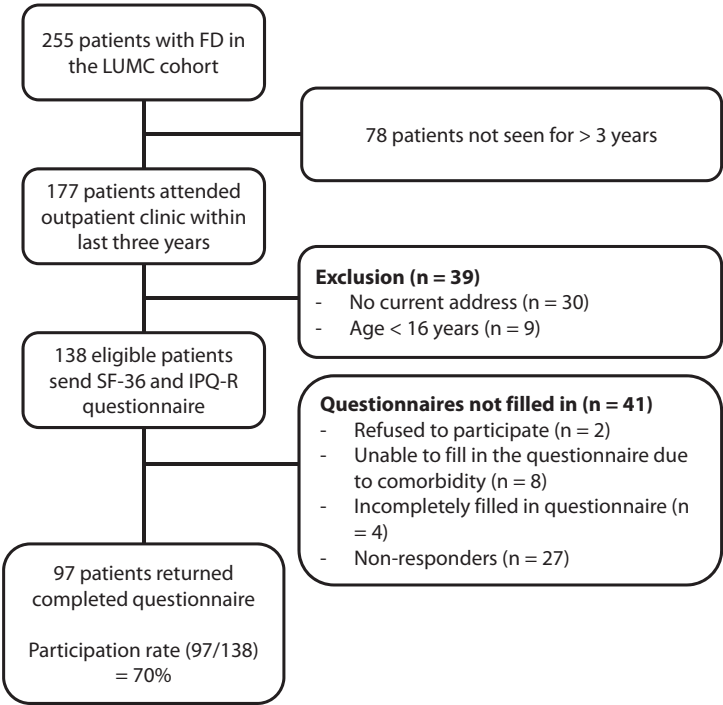 255 patients with FD in
the LUMC cohort
78 patients not seen for > 3 years
177 patients attended
outpatient clinic within
last three years
Exclusion (n = 39)
- No current address (n = 30)
- Age < 16 years (n = 9)
138 eligible patients
send SF-36 and IPQ-R
questionnaire
Questionnaires not filled in (n = 41)
- Refused to participate (n = 2)
- Unable to fill in the questionnaire due
to comorbidity (n = 8)
- Incompletely filled in questionnaire (n
= 4)
- Non-responders (n = 27)
97 patients returned
completed questionnaire
Participation rate (97/138)
= 70%